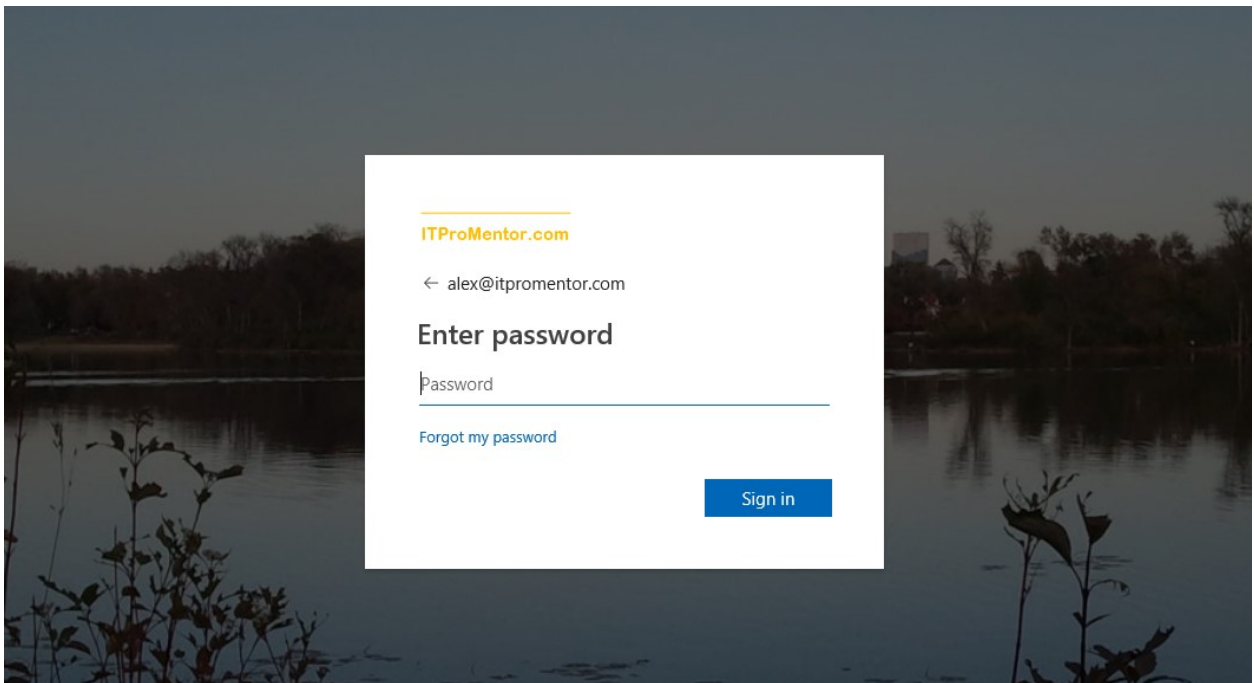 ITProMentor.com
← alex@itpromentor.com
Enter password
Password
Forgot my password
Sign in